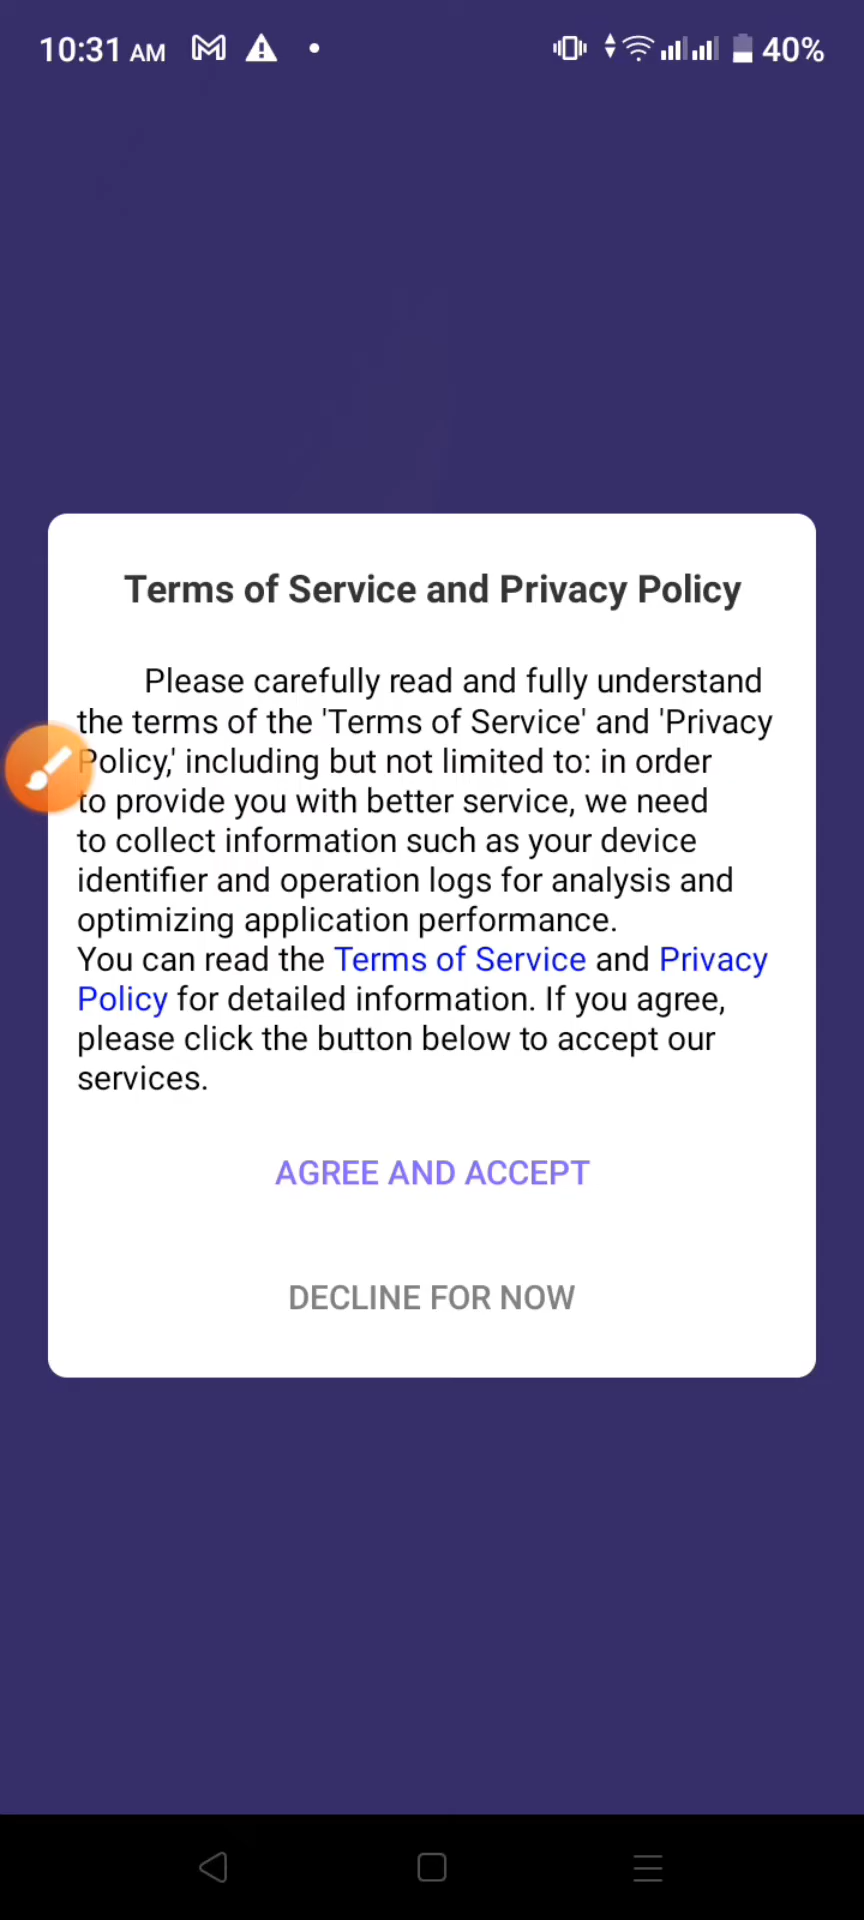 10:31 AM 40%
Terms of Service and Privacy Policy
Please carefully read and fully understand
the terms of the 'Terms of Service' and 'Privacy
Policy,' including but not limited to: in order
to provide you with better service, we need
to collect information such as your device
identifier and operation logs for analysis and
optimizing application performance.
You can read the Terms of Service and Privacy
Policy for detailed information. If you agree,
please click the button below to accept our
services.
AGREE AND ACCEPT
DECLINE FOR NOW